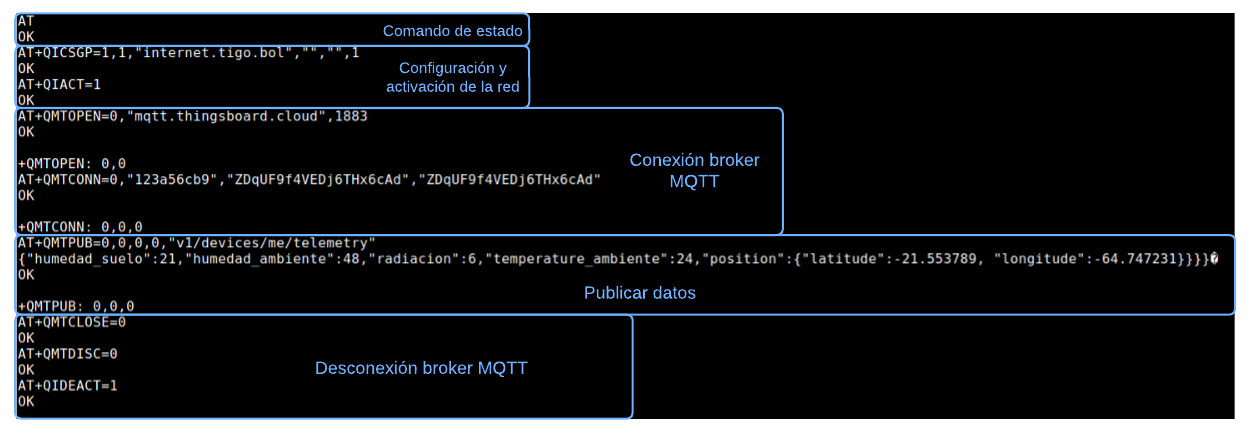 AT
OK
Comando de estado
AT+QICSGP=1,1,"internet.tigo.bol","","",1
OK
AT+QIACT=1
OK
Configuración y
activación de la red
AT+QMTOPEN=0,"mqtt.thingsboard.cloud",1883
OK
+QMTOPEN: 0,0
AT+QMTCONN=0,"123a56cb9","ZDqUF9f4VEDj6THx6cAd","ZDqUF9f4VEDj6THx6cAd"
OK
+QMTCONN: 0,0,0
Conexión broker
MQTT
AT+QMTPUB=0,0,0,0,"v1/devices/me/telemetry"
{"humedad_suelo":21,"humedad_ambiente":48,"radiacion":6,"temperature_ambiente":24,"position":{"latitude":-21.553789, "longitude":-64.747231}}}}�
OK
+QMTPUB: 0,0,0
Publicar datos
AT+QMTCLOSE=0
OK
AT+QMTDISC=0
OK
AT+QIDEACT=1
OK
Desconexión broker MQTT